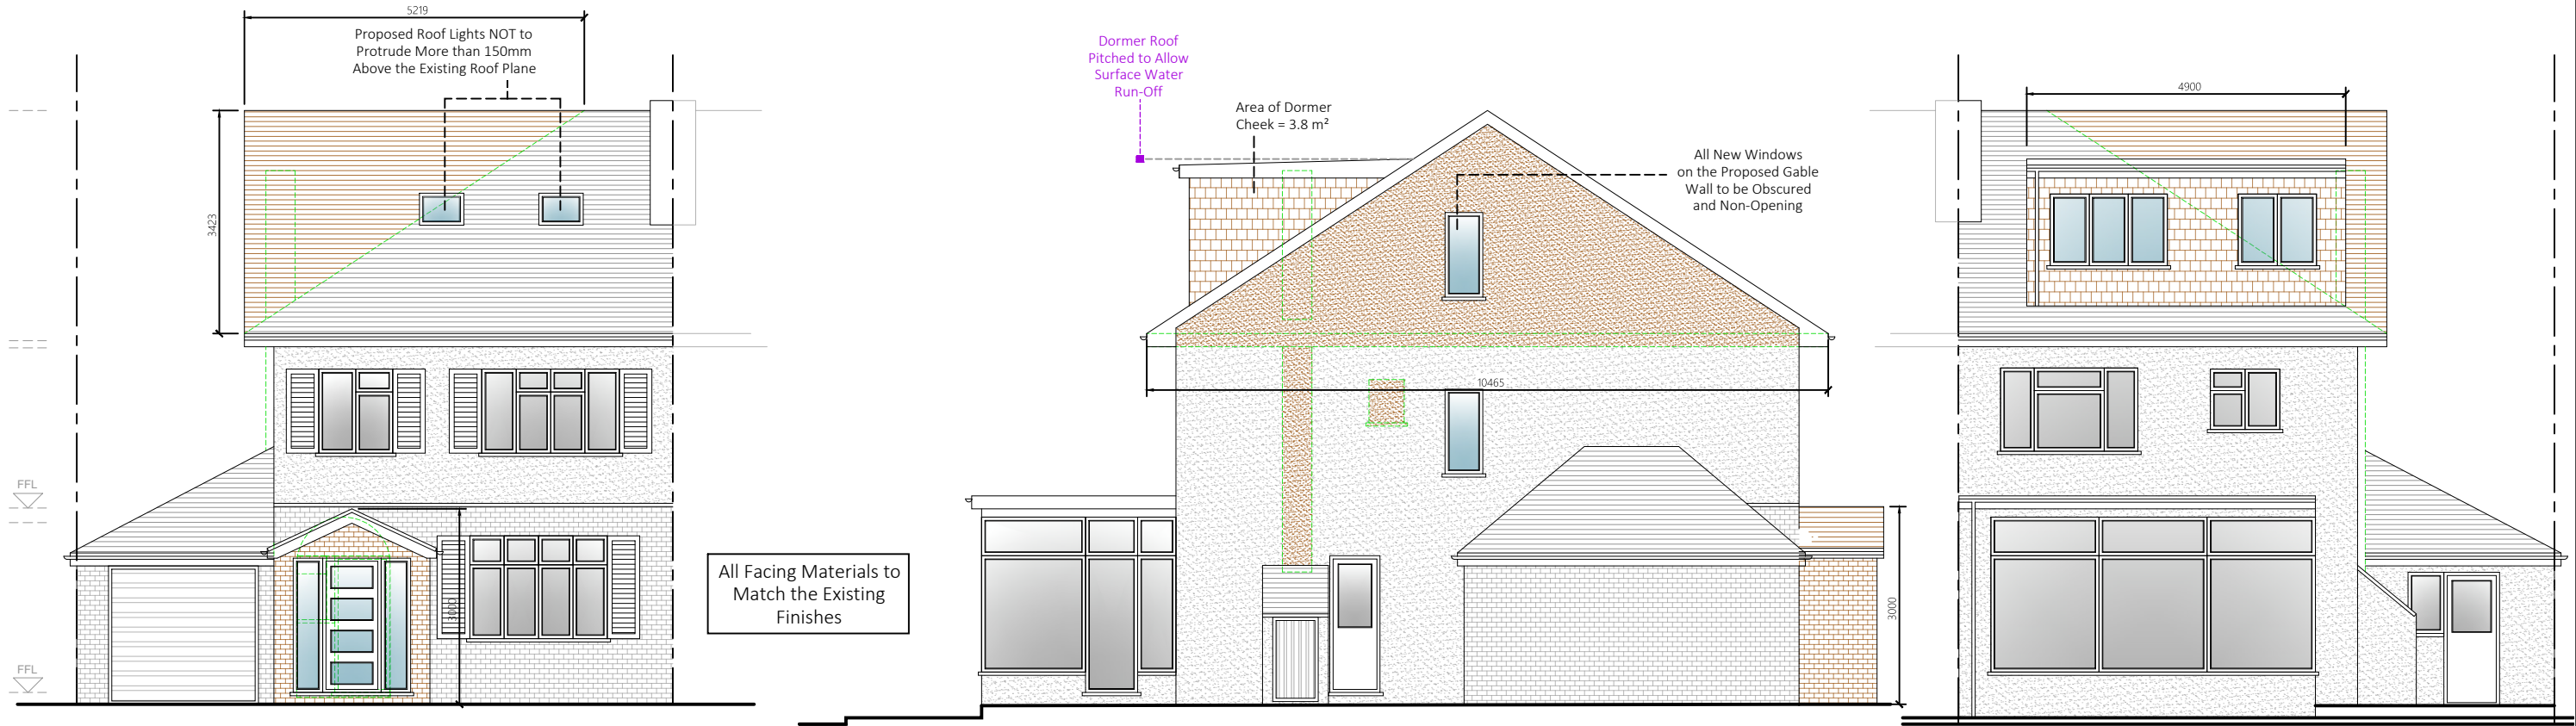 5219
Proposed Roof Lights NOT to
Protrude More than 150mm
Above the Existing Roof Plane
3423
FFL
FFL
3000
All Facing Materials to
Match the Existing
Finishes
Dormer Roof
Pitched to Allow
Surface Water
Run-Off
Area of Dormer
Cheek = 3.8 m²
All New Windows
on the Proposed Gable
Wall to be Obscured
and Non-Opening
10465
3000
4900